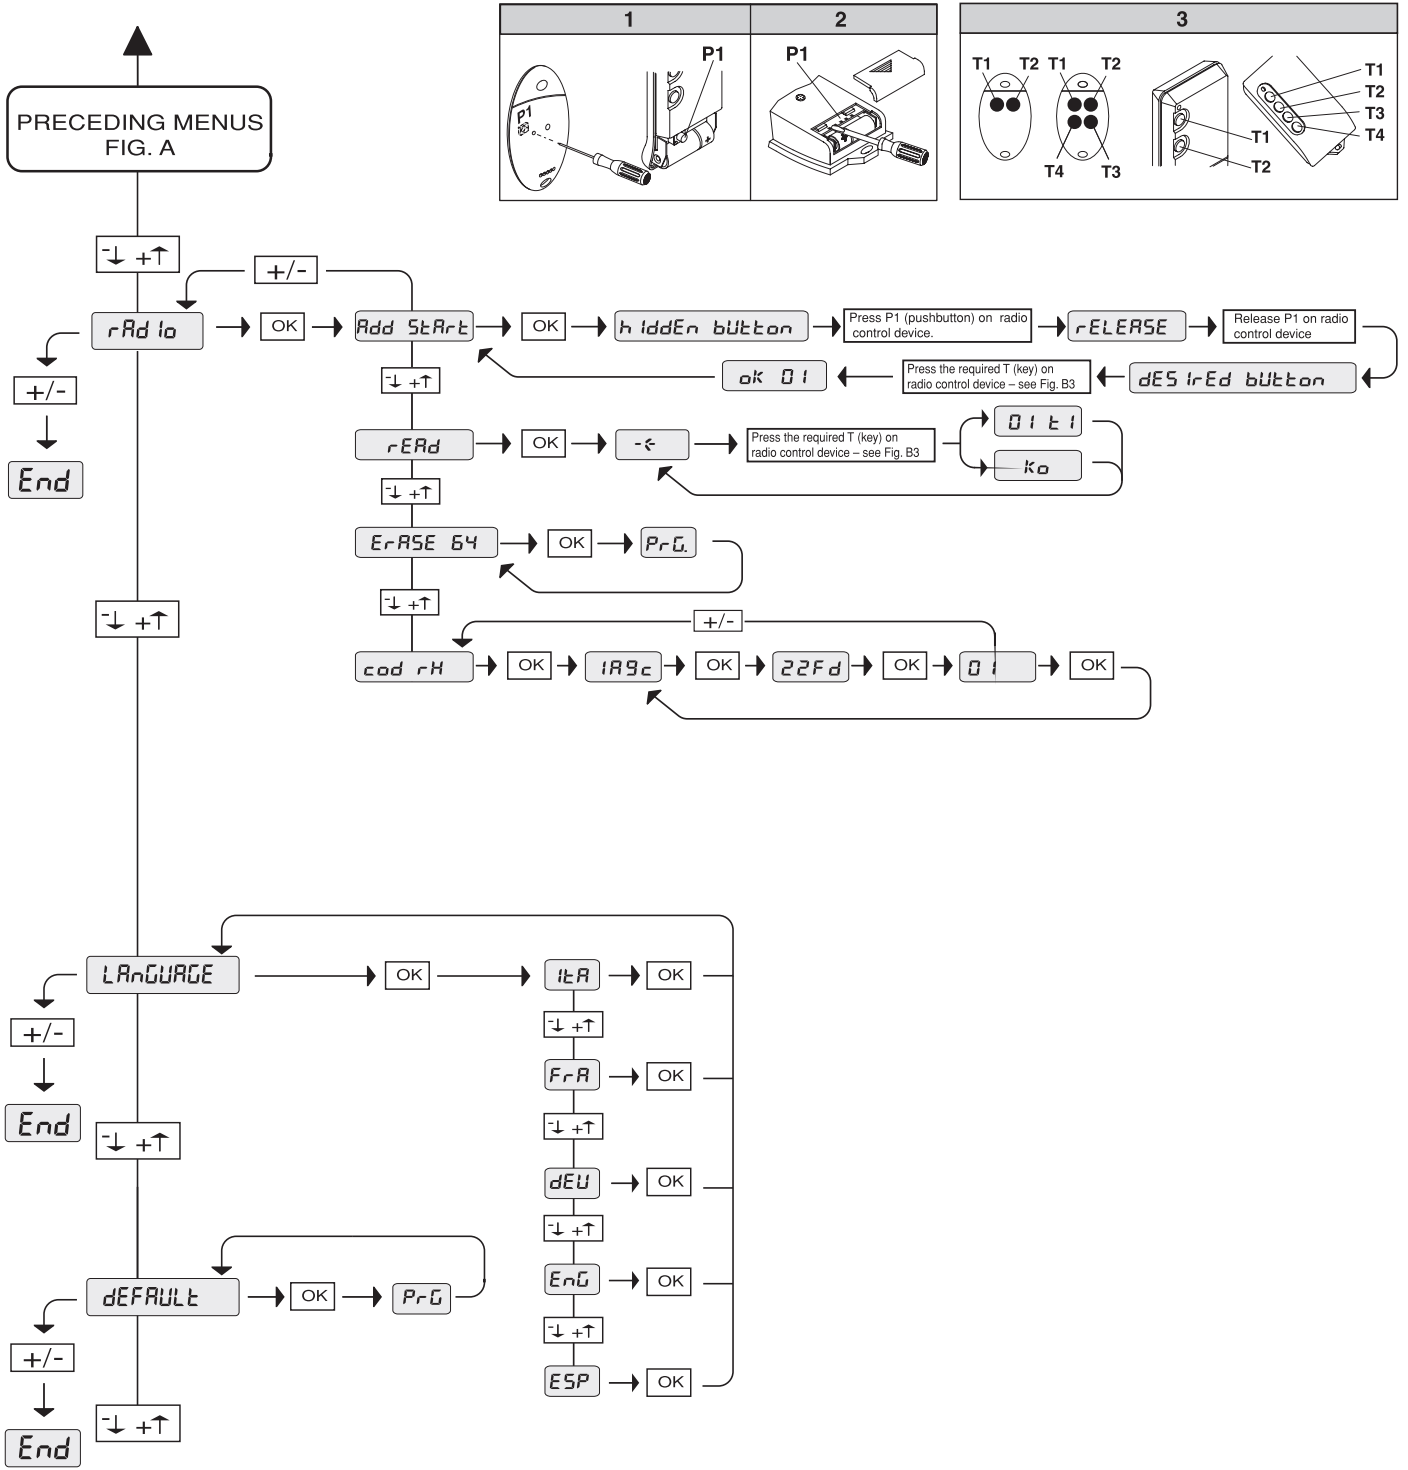 1
2
3
P1
P1
P1
T1 T2
T1 T2
T4 T3
T1
T2
T1
T2
T3
T4
PRECEDING MENUS
FIG. A
-↓ +↑
+/-
rAdIo
OK
Add StArt
OK
hIddEn bUtton
Press P1 (pushbutton) on radio
control device.
rELEASE
Release P1 on radio
control device
dESIrEd bUtton
Press the required T (key) on
radio control device – see Fig. B3
oK 01
+/-
End
-↓ +↑
rEAd
OK
Press the required T (key) on
radio control device – see Fig. B3
01 t1
Ko
-↓ +↑
ErASE 64
OK
PrG.
-↓ +↑
-↓ +↑
+/-
cod rH
OK
1A9c
OK
22Fd
OK
01
OK
LAnGUAGE
OK
ItA
OK
-↓ +↑
FrA
OK
-↓ +↑
dEU
OK
-↓ +↑
EnG
OK
-↓ +↑
ESP
OK
+/-
End
-↓ +↑
dEFAULt
OK
PrG
+/-
End
-↓ +↑